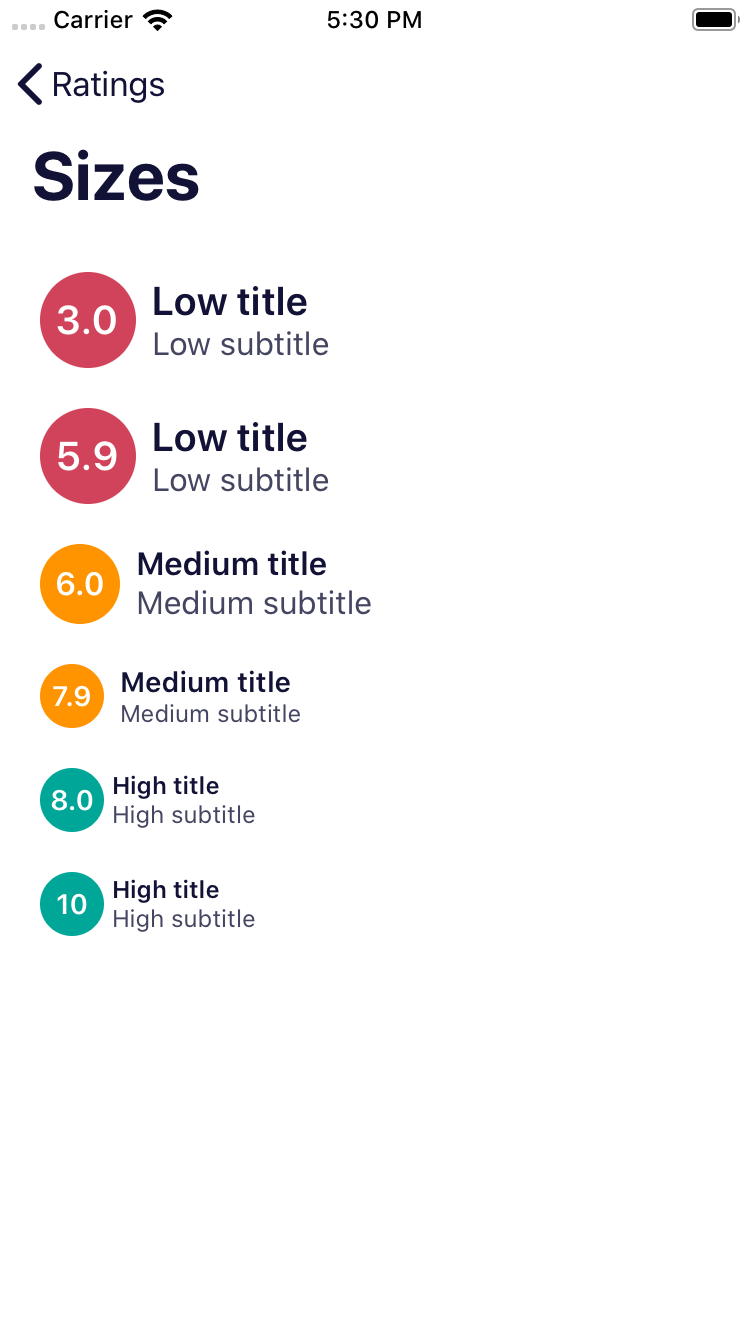 Carrier 5:30 PM
Ratings
Sizes
3.0
Low title
Low subtitle
5.9
Low title
Low subtitle
6.0
Medium title
Medium subtitle
7.9
Medium title
Medium subtitle
8.0
High title
High subtitle
10
High title
High subtitle